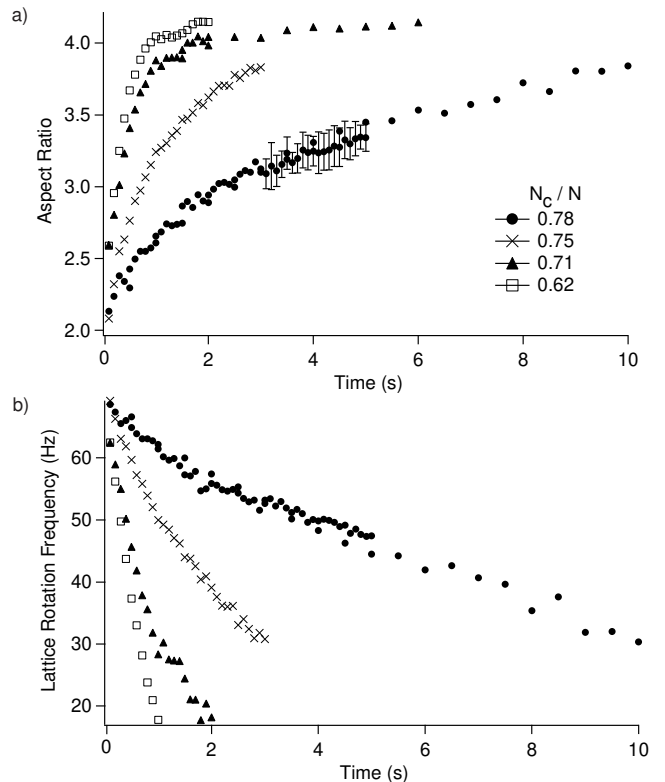 a)
4.0
3.5
3.0
2.5
2.0
Aspect Ratio
N_c / N
0.78
0.75
0.71
0.62
0 2 4 6 8 10
Time (s)
b)
60
50
40
30
20
Lattice Rotation Frequency (Hz)
0 2 4 6 8 10
Time (s)